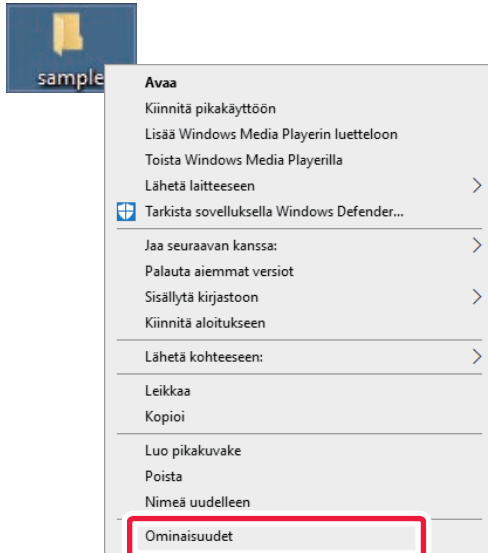 sample
Avaa
Kiinnitä pikakäyttöön
Lisää Windows Media Playerin luetteloon
Toista Windows Media Playerilla
Lähetä laitteeseen
Tarkista sovelluksella Windows Defender...
Jaa seuraavan kanssa:
Palauta aiemmat versiot
Sisällytä kirjastoon
Kiinnitä aloitukseen
Lähetä kohteeseen:
Leikkaa
Kopioi
Luo pikakuvake
Poista
Nimeä uudelleen
Ominaisuudet